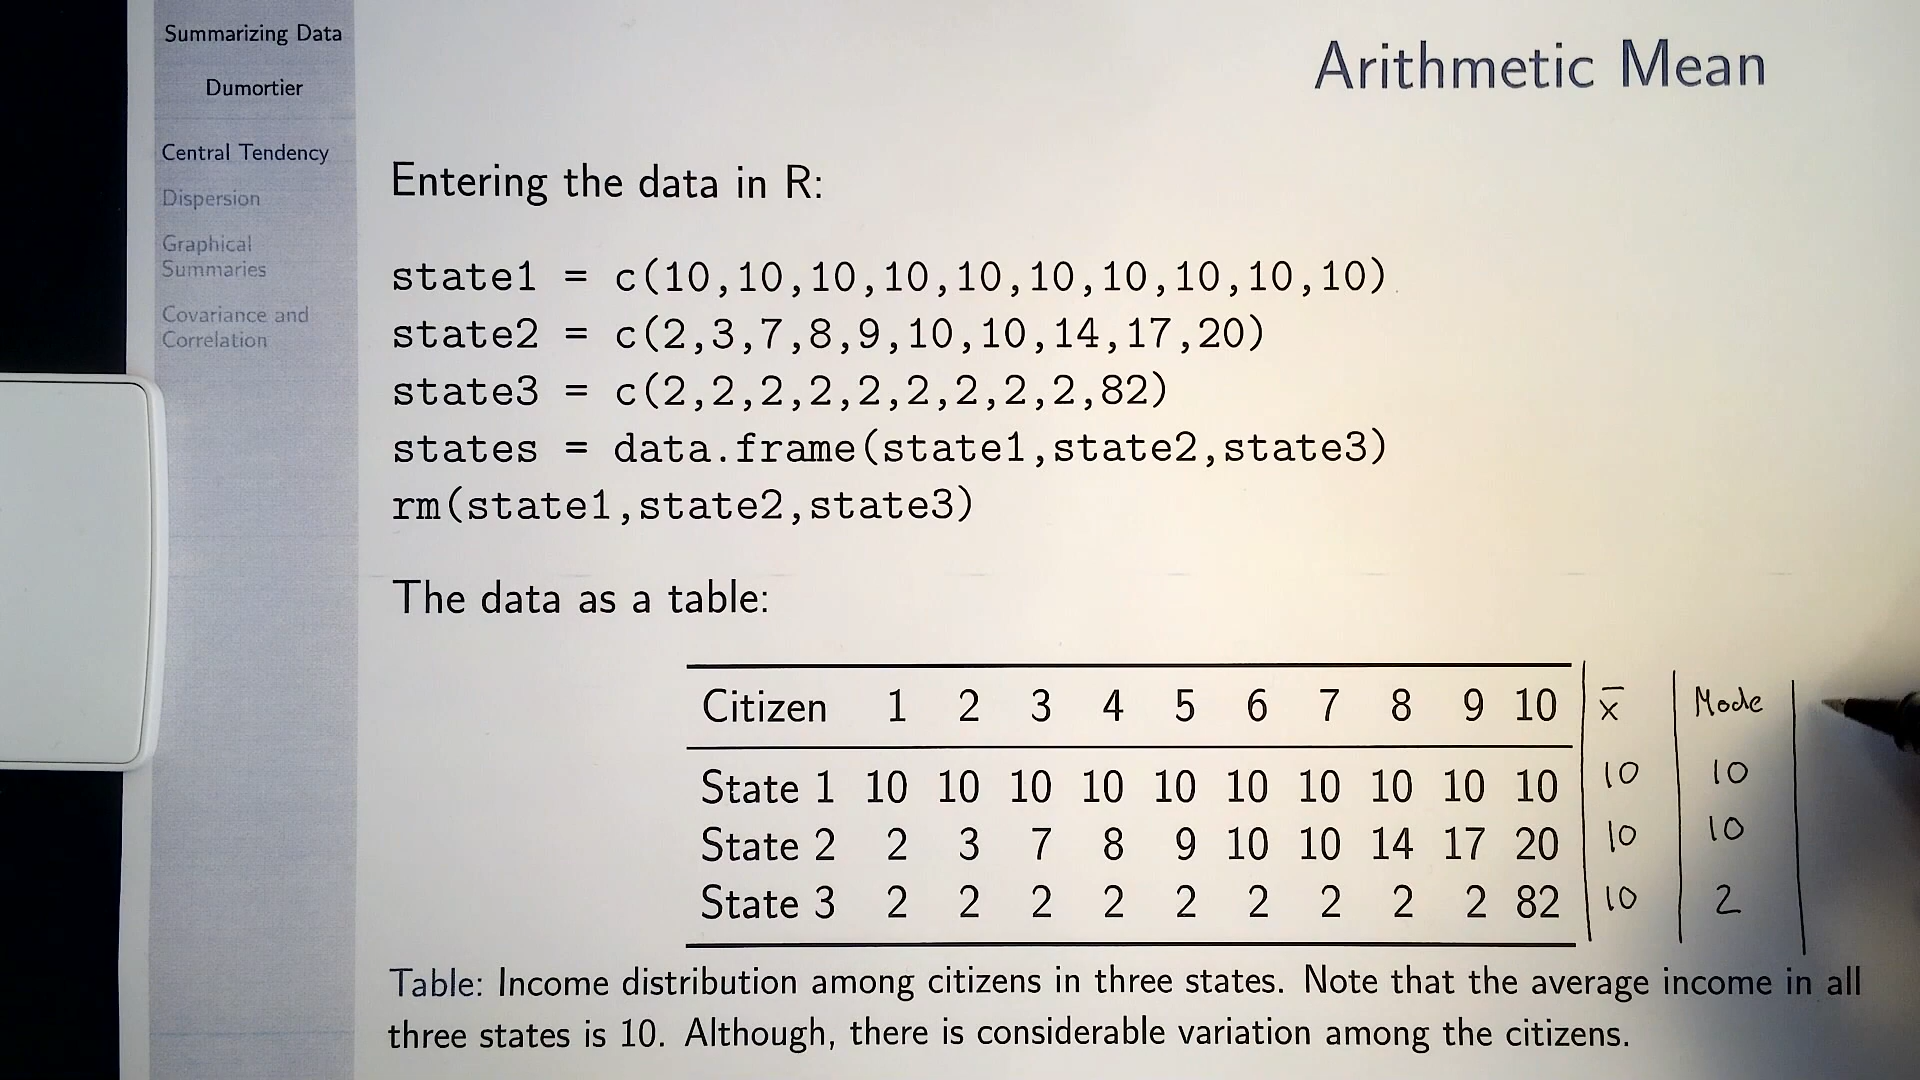 Summarizing Data
Dumortier
Central Tendency
Dispersion
Graphical
Summaries
Covariance and
Correlation
Arithmetic Mean
Entering the data in R:
state1 = c(10,10,10,10,10,10,10,10,10,10)
state2 = c(2,3,7,8,9,10,10,14,17,20)
state3 = c(2,2,2,2,2,2,2,2,2,82)
states = data.frame(state1,state2,state3)
rm(state1,state2,state3)
The data as a table:
Citizen 1 2 3 4 5 6 7 8 9 10 x̄ Mode
State 1 10 10 10 10 10 10 10 10 10 10 10 10
State 2 2 3 7 8 9 10 10 14 17 20 10 10
State 3 2 2 2 2 2 2 2 2 2 82 10 2
Table: Income distribution among citizens in three states. Note that the average income in all
three states is 10. Although, there is considerable variation among the citizens.